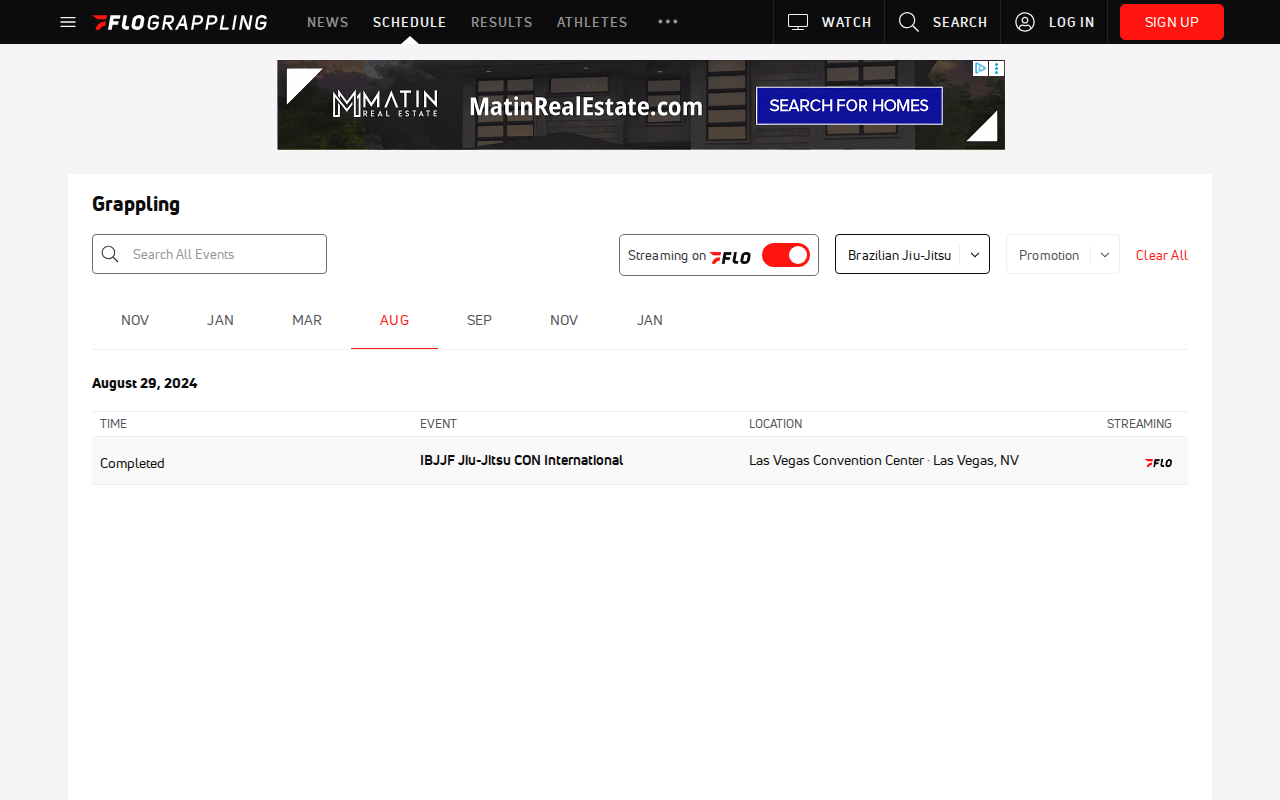 FLOGRAPPLING NEWS SCHEDULE RESULTS ATHLETES ••• WATCH SEARCH LOG IN SIGN UP
MATIN
REAL ESTATE
MatinRealEstate.com
SEARCH FOR HOMES
Grappling
Search All Events
Streaming on FLO
Brazilian Jiu-Jitsu
Promotion
Clear All
NOV JAN MAR AUG SEP NOV JAN
August 29, 2024
TIME EVENT LOCATION STREAMING
Completed IBJJF Jiu-Jitsu CON International Las Vegas Convention Center · Las Vegas, NV FLO